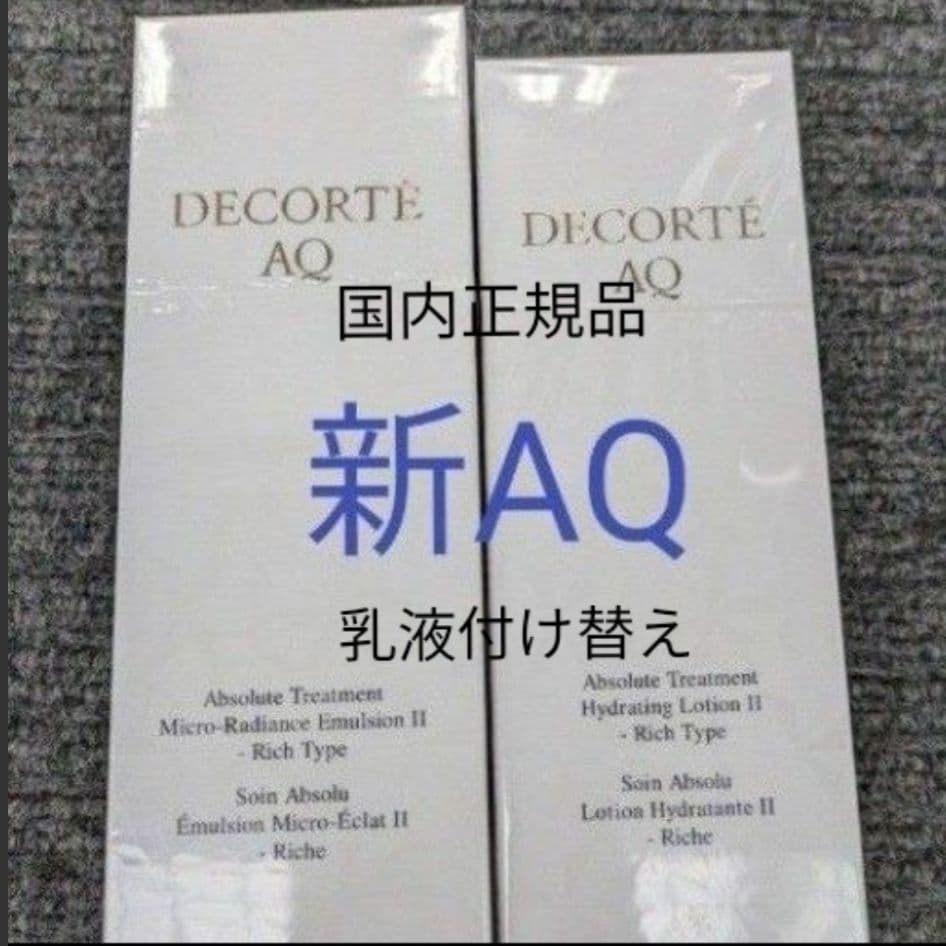 DECORTÉ
AQ
DECORTÉ
AQ
国内正規品
新AQ
乳液付け替え
Absolute Treatment
Micro-Radiance Emulsion II
- Rich Type
Soin Absolu
Émulsion Micro-Éclat II
- Riche
Absolute Treatment
Hydrating Lotion II
- Rich Type
Soin Absolu
Lotion Hydratante II
- Riche